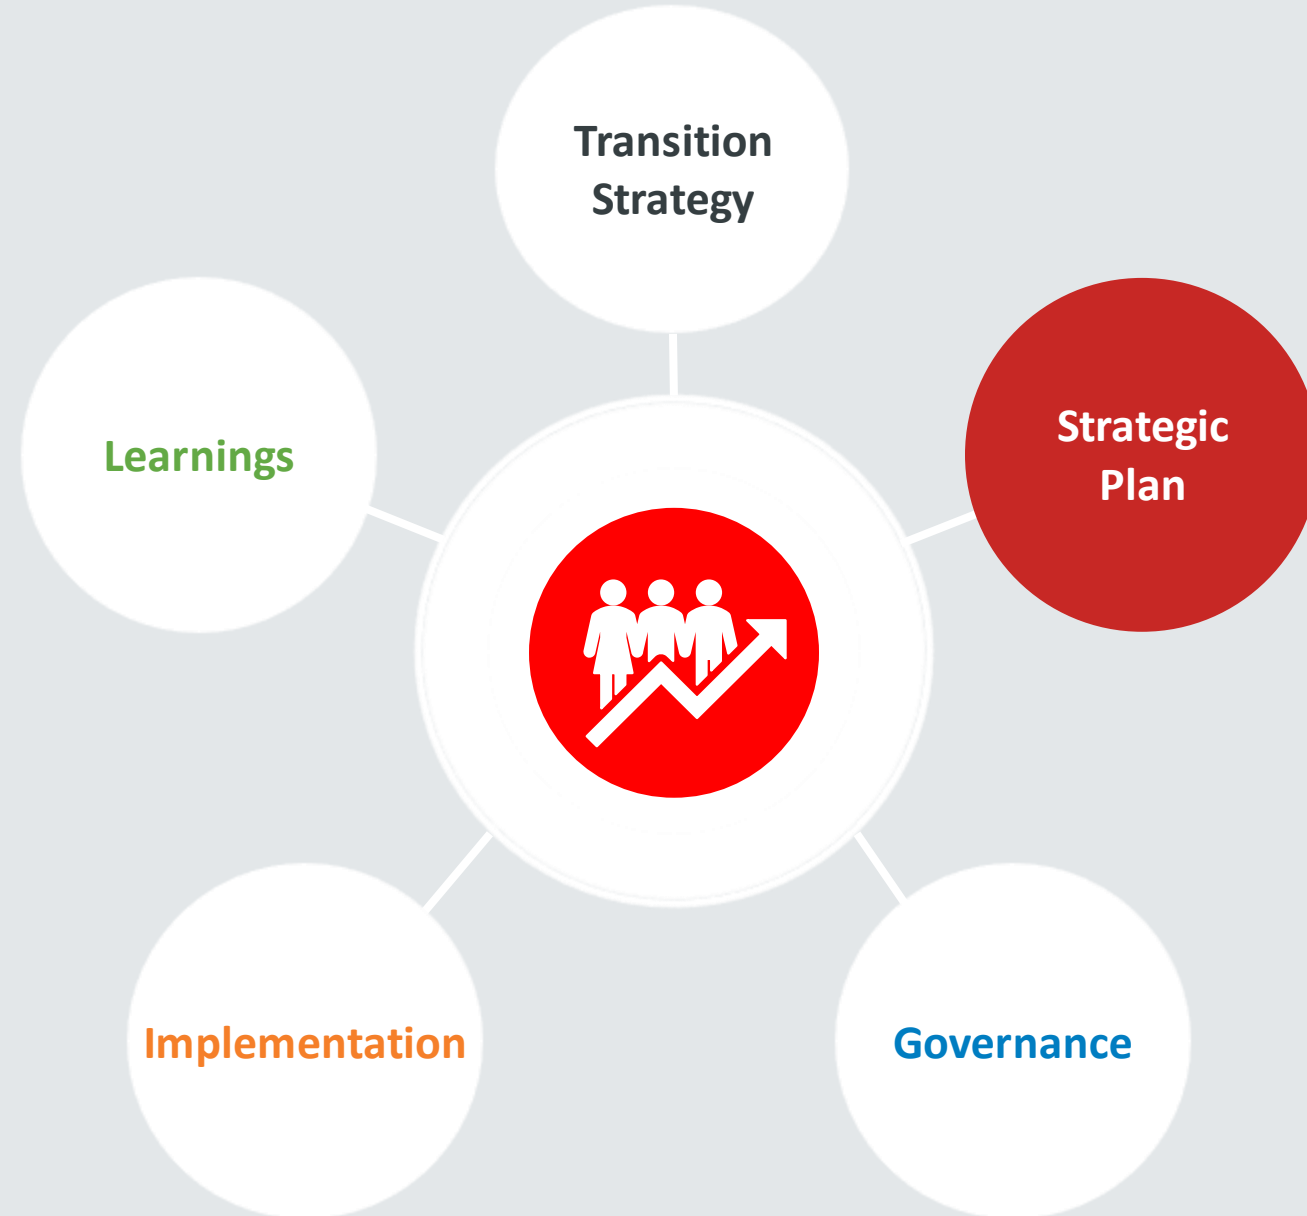 Transition
Strategy
Strategic
Plan
Learnings
Implementation
Governance